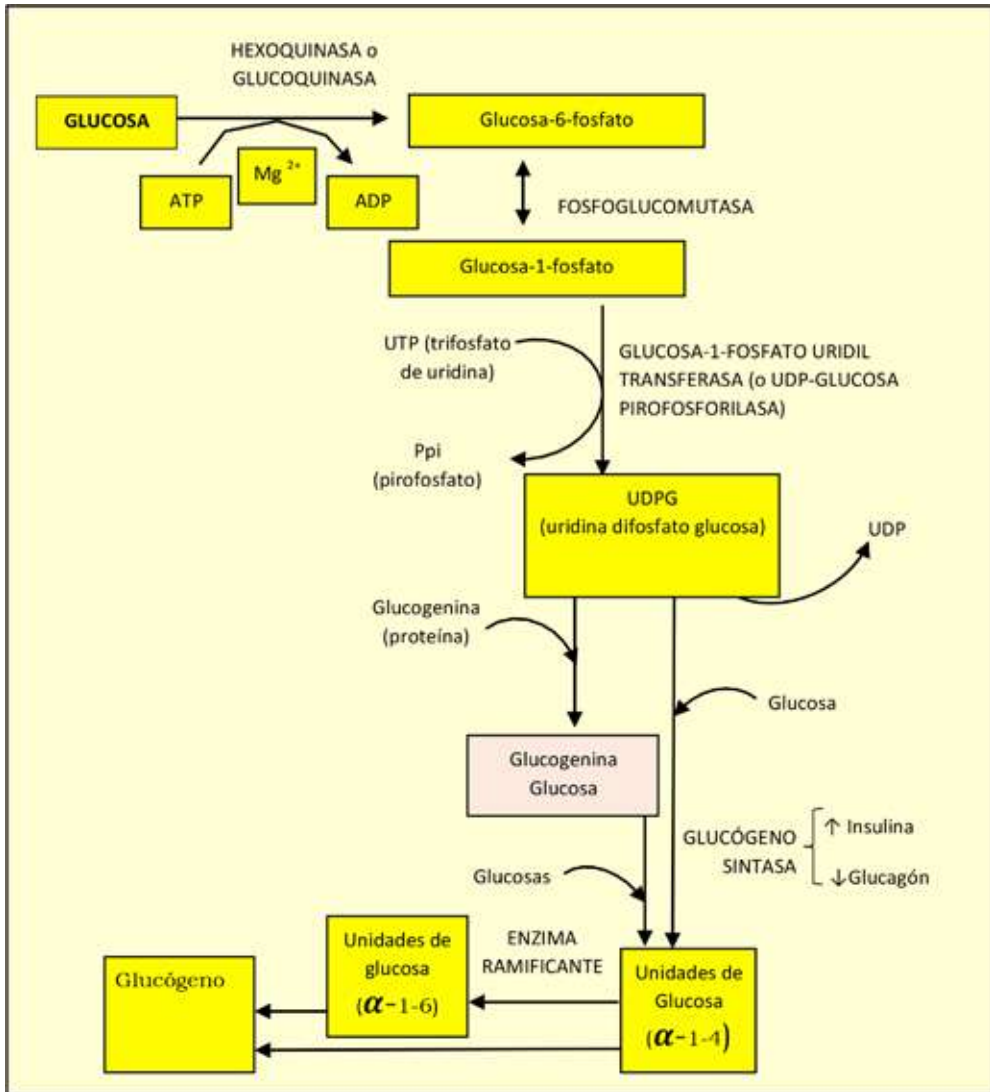 HEXOQUINASA o
GLUCOQUINASA
GLUCOSA
Glucosa-6-fosfato
Mg 2+
ATP
ADP
FOSFOGLUCOMUTASA
Glucosa-1-fosfato
UTP (trifosfato
de uridina)
GLUCOSA-1-FOSFATO URIDIL
TRANSFERASA (o UDP-GLUCOSA
PIROFOSFORILASA)
Ppi
(pirofosfato)
UDPG
(uridina difosfato glucosa)
UDP
Glucogenina
(proteína)
Glucosa
Glucogenina
Glucosa
GLUCÓGENO
SINTASA
↑ Insulina
↓Glucagón
Glucosas
Unidades de
glucosa
(α-1-6)
ENZIMA
RAMIFICANTE
Unidades de
Glucosa
(α-1-4)
Glucógeno